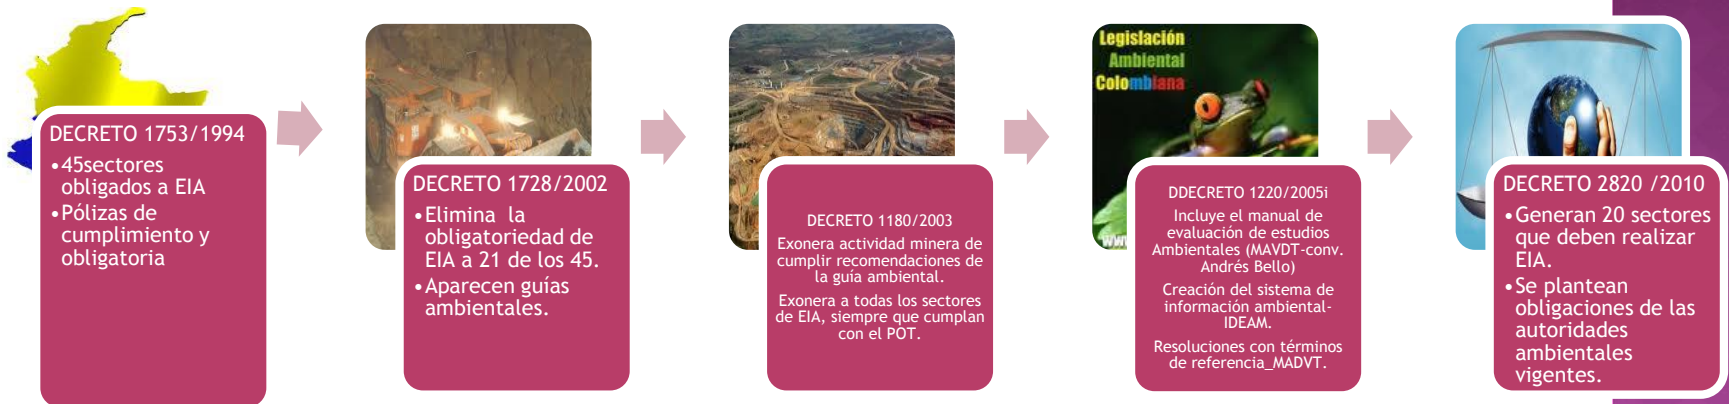 DECRETO 1753/1994
•45sectores
obligados a EIA
•Pólizas de
cumplimiento y
obligatoria
DECRETO 1728/2002
•Elimina la
obligatoriedad de
EIA a 21 de los 45.
•Aparecen guías
ambientales.
DECRETO 1180/2003
Exonera actividad minera de
cumplir recomendaciones de
la guía ambiental.
Exonera a todas los sectores
de EIA, siempre que cumplan
con el POT.
Legislación
Ambiental
Colombiana
DDECRETO 1220/2005i
Incluye el manual de
evaluación de estudios
Ambientales (MAVDT-conv.
Andrés Bello)
Creación del sistema de
información ambiental-
IDEAM.
Resoluciones con términos
de referencia_MADVT.
DECRETO 2820 /2010
•Generan 20 sectores
que deben realizar
EIA.
•Se plantean
obligaciones de las
autoridades
ambientales
vigentes.